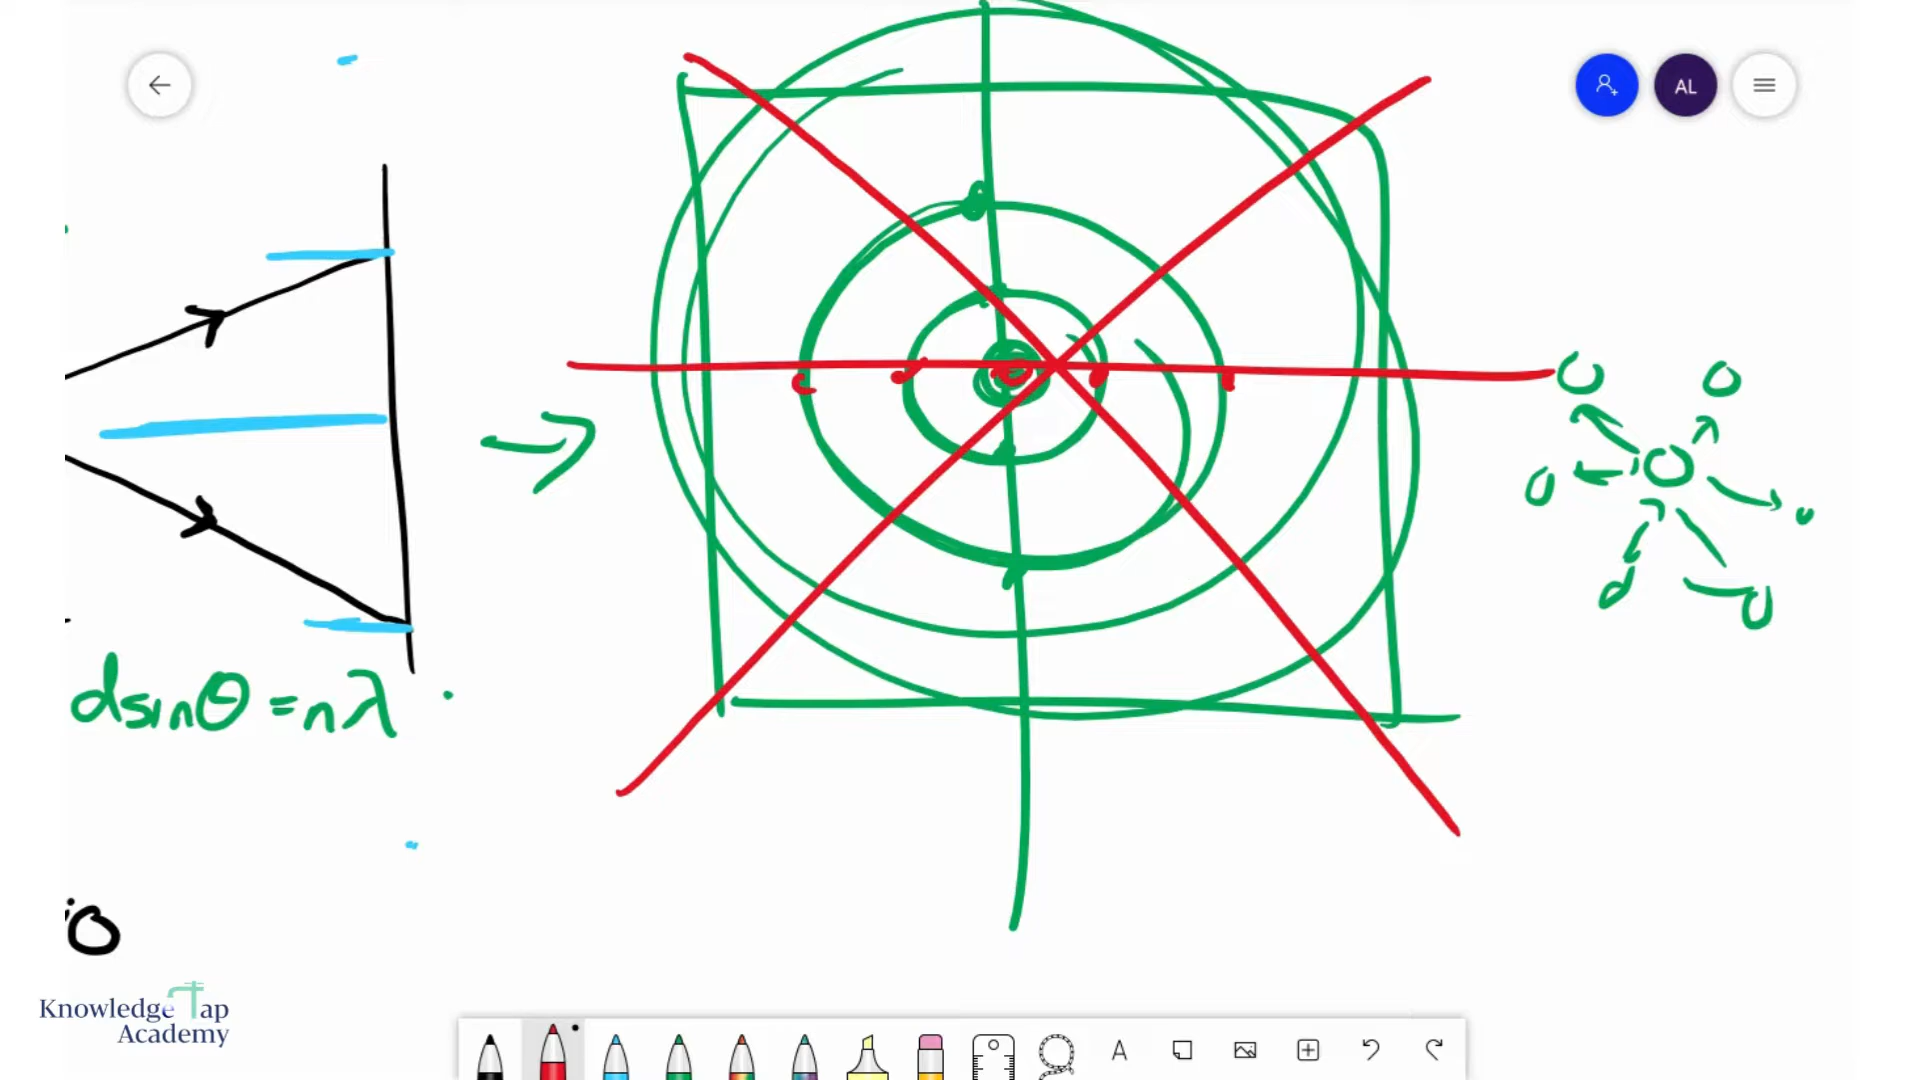 AL
dsinθ = nλ
Knowledge Tap
Academy
A